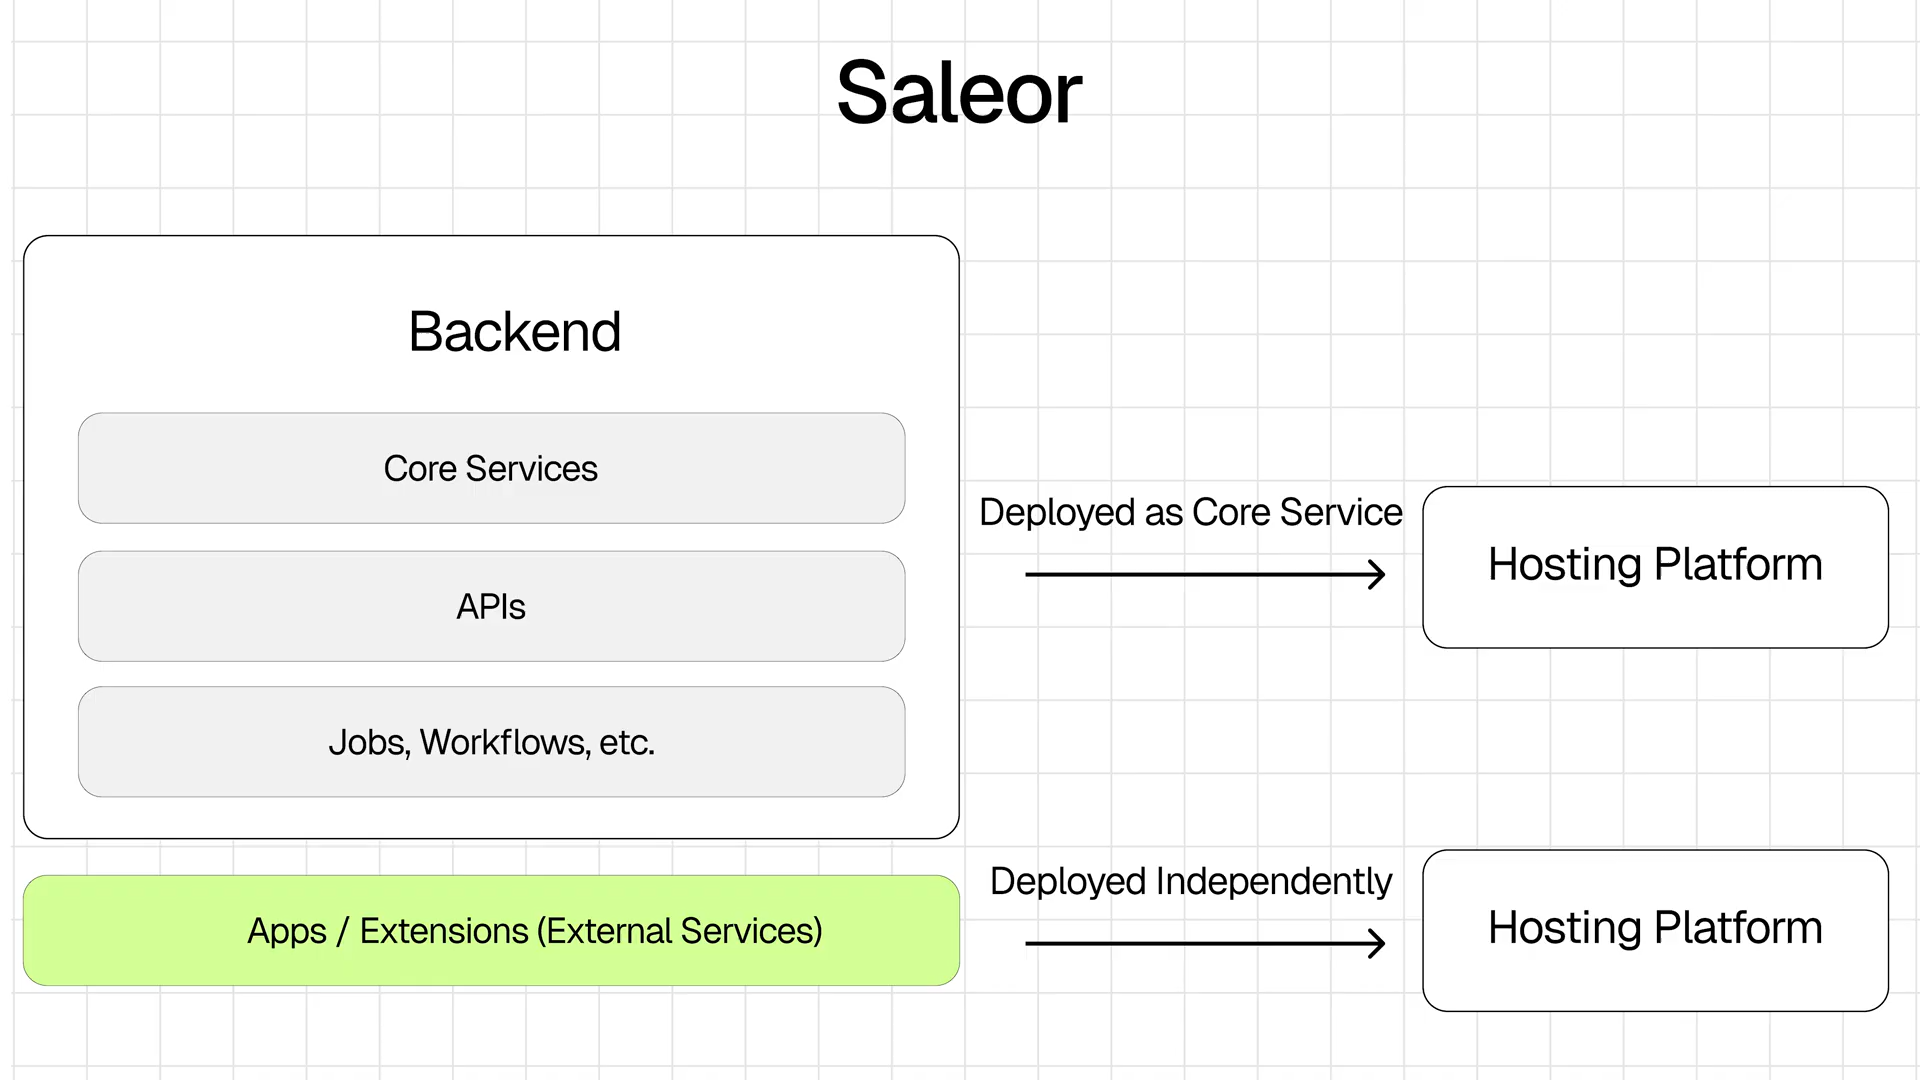 Saleor
Backend
Core Services
APIs
Jobs, Workflows, etc.
Deployed as Core Service
Hosting Platform
Apps / Extensions (External Services)
Deployed Independently
Hosting Platform